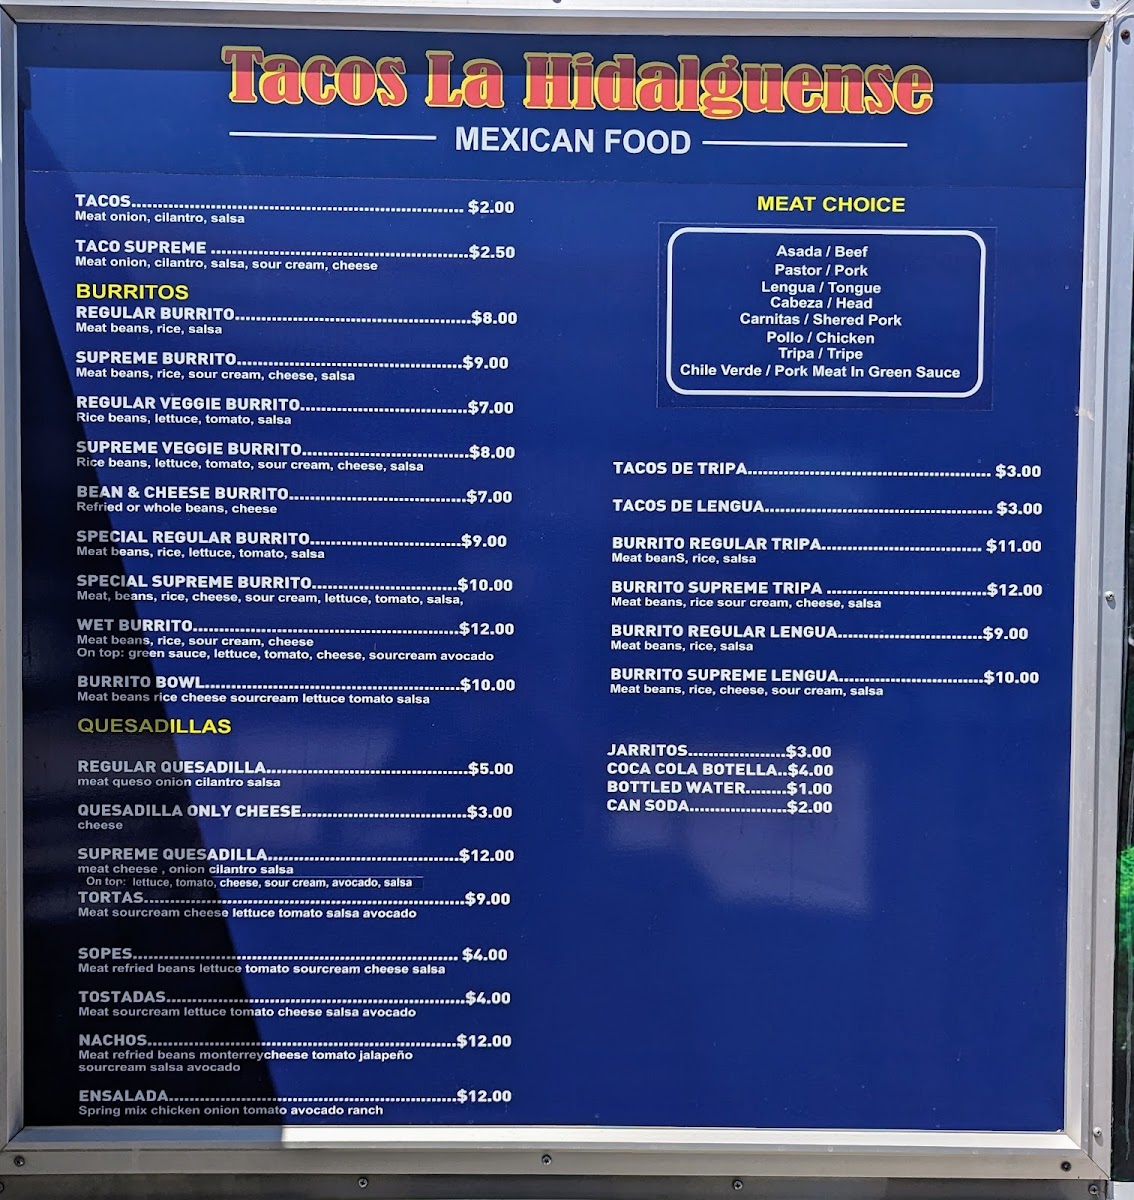 Tacos La Hidalguense
MEXICAN FOOD
TACOS........ $2.00
Meat onion, cilantro, salsa
TACO SUPREME ........$2.50
Meat onion, cilantro, salsa, sour cream, cheese
BURRITOS
REGULAR BURRITO........$8.00
Meat beans, rice, salsa
SUPREME BURRITO........$9.00
Meat beans, rice, sour cream, cheese, salsa
REGULAR VEGGIE BURRITO........$7.00
Rice beans, lettuce, tomato, salsa
SUPREME VEGGIE BURRITO........$8.00
Rice beans, lettuce, tomato, sour cream, cheese, salsa
BEAN & CHEESE BURRITO........$7.00
Refried or whole beans, cheese
SPECIAL REGULAR BURRITO........$9.00
Meat beans, rice, lettuce, tomato, salsa
SPECIAL SUPREME BURRITO........$10.00
Meat, beans, rice, cheese, sour cream, lettuce, tomato, salsa,
WET BURRITO........$12.00
Meat beans, rice, sour cream, cheese
On top: green sauce, lettuce, tomato, cheese, sourcream avocado
BURRITO BOWL........$10.00
Meat beans rice cheese sourcream lettuce tomato salsa
QUESADILLAS
REGULAR QUESADILLA........$5.00
meat queso onion cilantro salsa
QUESADILLA ONLY CHEESE........$3.00
cheese
SUPREME QUESADILLA........$12.00
meat cheese , onion cilantro salsa
On top: lettuce, tomato, cheese, sour cream, avocado, salsa
TORTAS........$9.00
Meat sourcream cheese lettuce tomato salsa avocado
SOPES........ $4.00
Meat refried beans lettuce tomato sourcream cheese salsa
TOSTADAS........$4.00
Meat sourcream lettuce tomato cheese salsa avocado
NACHOS........$12.00
Meat refried beans monterreycheese tomato jalapeño
sourcream salsa avocado
ENSALADA........$12.00
Spring mix chicken onion tomato avocado ranch
MEAT CHOICE
Asada / Beef
Pastor / Pork
Lengua / Tongue
Cabeza / Head
Carnitas / Shered Pork
Pollo / Chicken
Tripa / Tripe
Chile Verde / Pork Meat In Green Sauce
TACOS DE TRIPA........ $3.00
TACOS DE LENGUA........ $3.00
BURRITO REGULAR TRIPA........ $11.00
Meat beanS, rice, salsa
BURRITO SUPREME TRIPA ........$12.00
Meat beans, rice sour cream, cheese, salsa
BURRITO REGULAR LENGUA........$9.00
Meat beans, rice, salsa
BURRITO SUPREME LENGUA........$10.00
Meat beans, rice, cheese, sour cream, salsa
JARRITOS........$3.00
COCA COLA BOTELLA..$4.00
BOTTLED WATER........$1.00
CAN SODA........$2.00